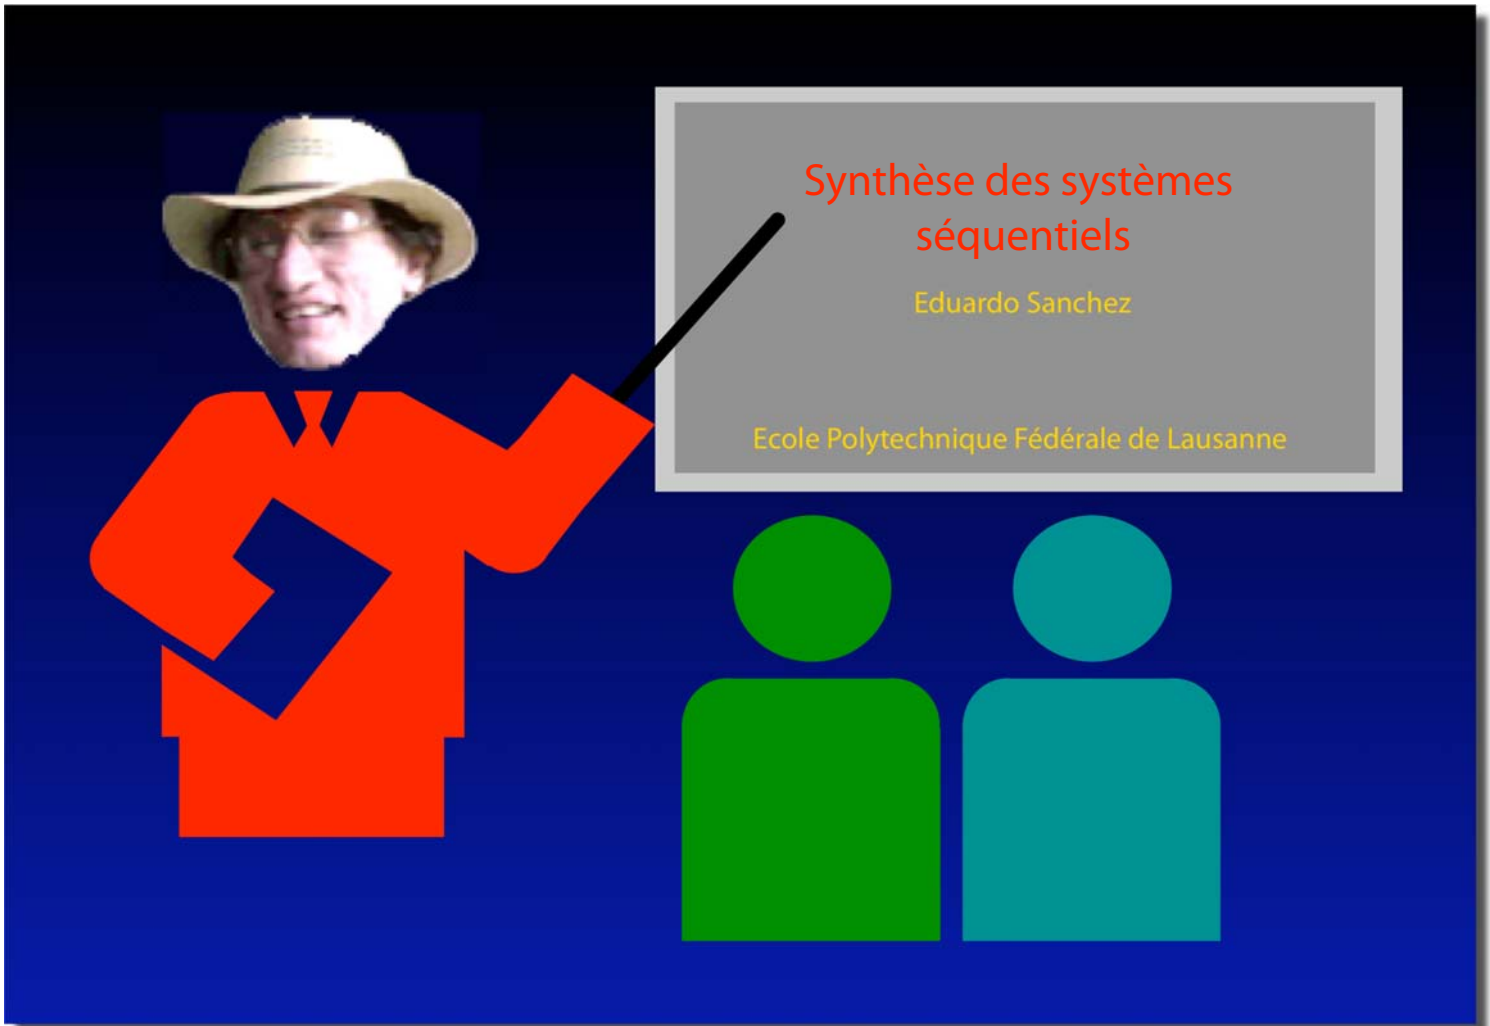 Synthèse des systèmes
séquentiels
Eduardo Sanchez
Ecole Polytechnique Fédérale de Lausanne